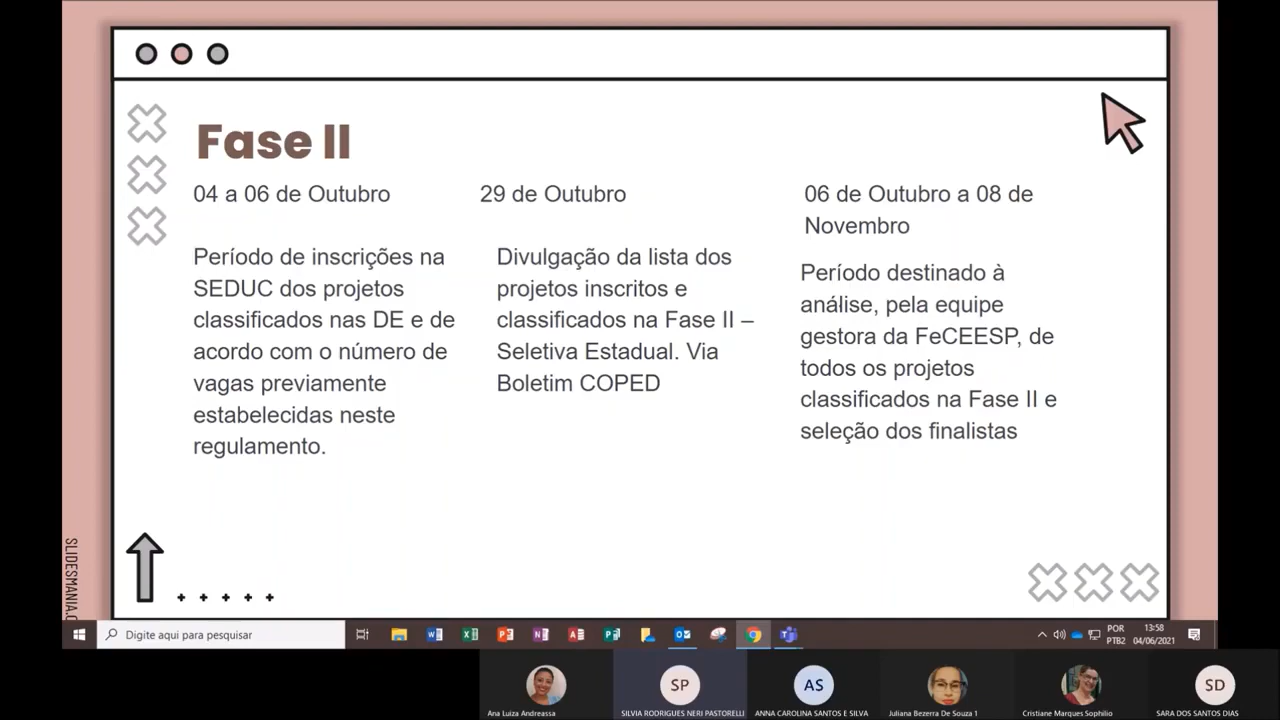 Fase II
04 a 06 de Outubro
Período de inscrições na
SEDUC dos projetos
classificados nas DE e de
acordo com o número de
vagas previamente
estabelecidas neste
regulamento.
29 de Outubro
Divulgação da lista dos
projetos inscritos e
classificados na Fase II –
Seletiva Estadual. Via
Boletim COPED
06 de Outubro a 08 de
Novembro
Período destinado à
análise, pela equipe
gestora da FeCEESP, de
todos os projetos
classificados na Fase II e
seleção dos finalistas
SLIDESMANIA.C
Digite aqui para pesquisar
POR
PTB2
13:58
04/06/2021
Ana Luiza Andreassa
SP
SILVIA RODRIGUES NERI PASTORELLI
AS
ANNA CAROLINA SANTOS E SILVA
Juliana Bezerra De Souza 1
Cristiane Marques Sophilio
SD
SARA DOS SANTOS DIAS